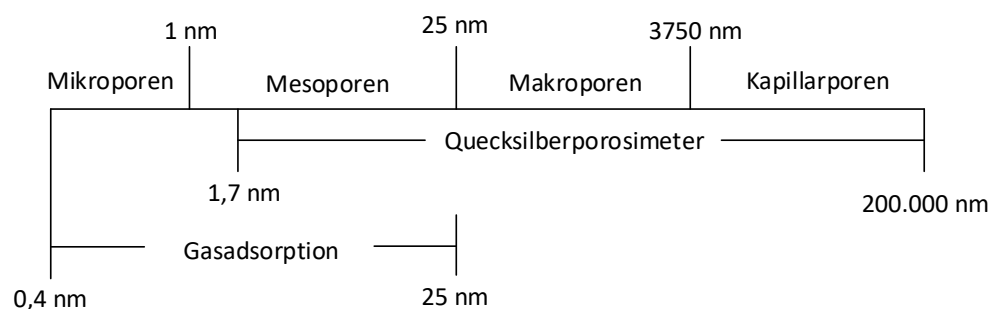 1 nm
25 nm
3750 nm
Mikroporen
Mesoporen
Makroporen
Kapillarporen
Quecksilberporosimeter
1,7 nm
200.000 nm
Gasadsorption
0,4 nm
25 nm